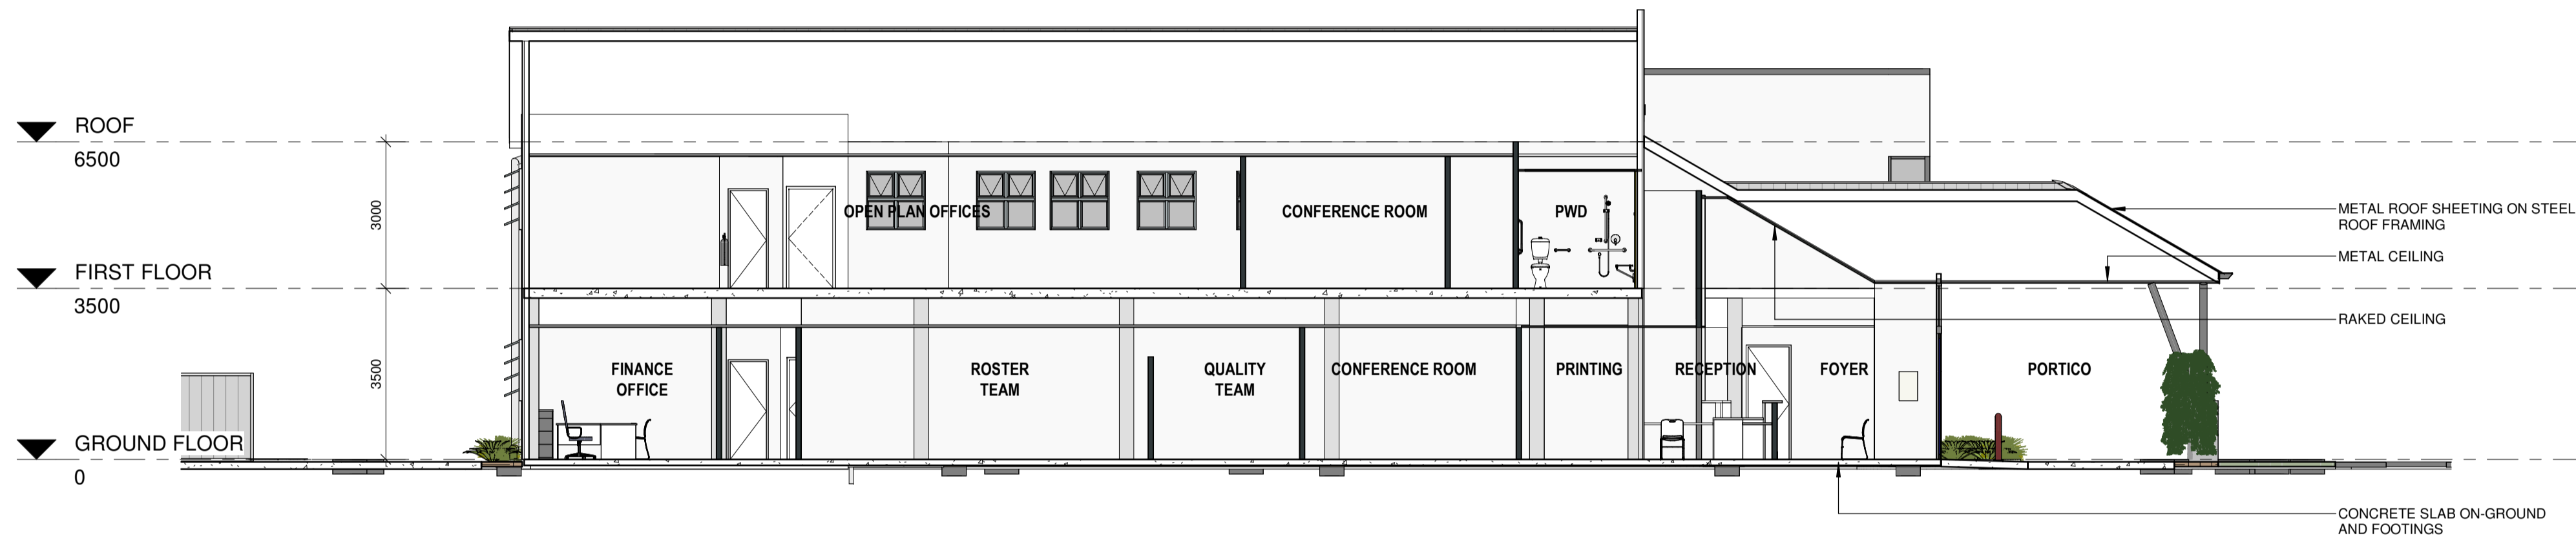 ROOF
6500
3000
FIRST FLOOR
3500
3500
GROUND FLOOR
0
OPEN PLAN OFFICES
CONFERENCE ROOM
PWD
FINANCE
OFFICE
ROSTER
TEAM
QUALITY
TEAM
CONFERENCE ROOM
PRINTING
RECEPTION
FOYER
PORTICO
METAL ROOF SHEETING ON STEEL
ROOF FRAMING
METAL CEILING
RAKED CEILING
CONCRETE SLAB ON-GROUND
AND FOOTINGS